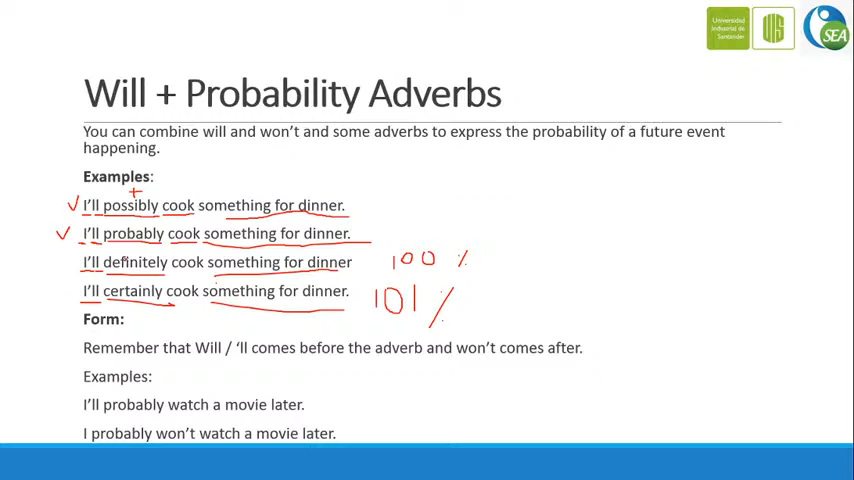 Universidad
Industrial de
Santander
UIS
SEA
Will + Probability Adverbs
You can combine will and won't and some adverbs to express the probability of a future event
happening.
Examples:
+
I'll possibly cook something for dinner.
I'll probably cook something for dinner.
I'll definitely cook something for dinner 100 %
I'll certainly cook something for dinner. 101 %
Form:
Remember that Will / 'll comes before the adverb and won't comes after.
Examples:
I'll probably watch a movie later.
I probably won't watch a movie later.